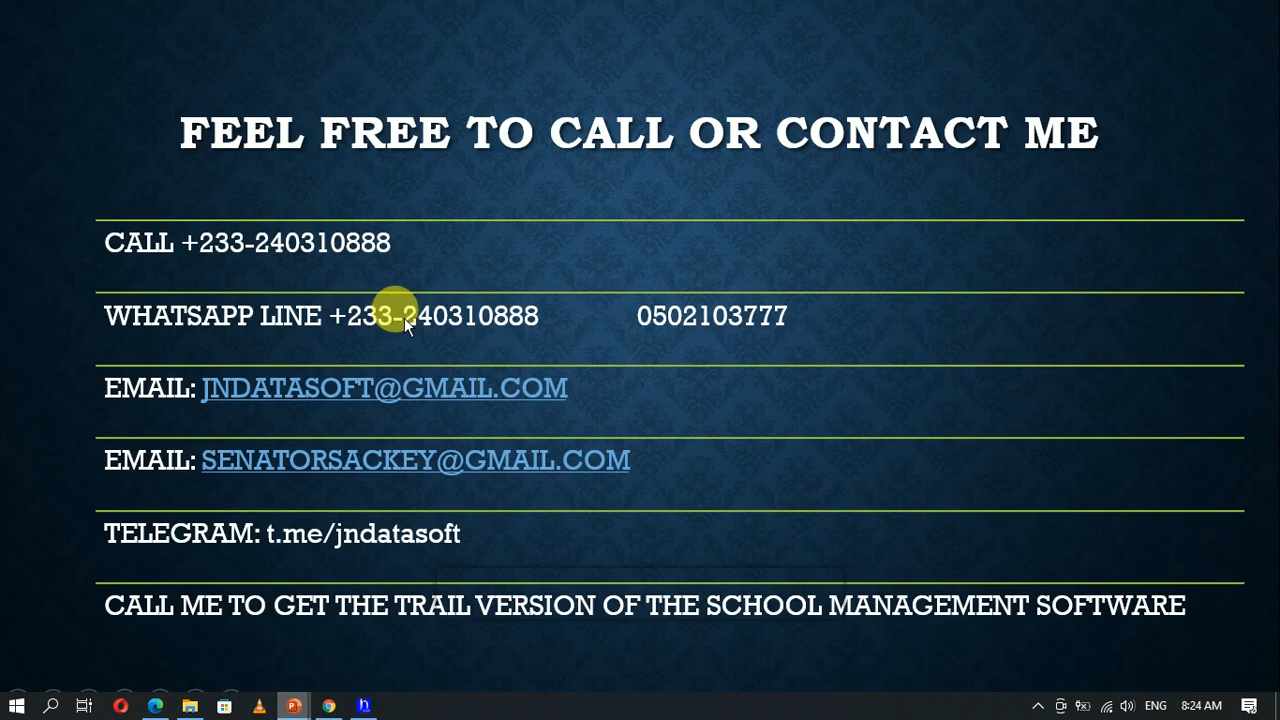 FEEL FREE TO CALL OR CONTACT ME
CALL +233-240310888
WHATSAPP LINE +233-240310888 0502103777
EMAIL: JNDATASOFT@GMAIL.COM
EMAIL: SENATORSACKEY@GMAIL.COM
TELEGRAM: t.me/jndatasoft
CALL ME TO GET THE TRAIL VERSION OF THE SCHOOL MANAGEMENT SOFTWARE
ENG 8:24 AM